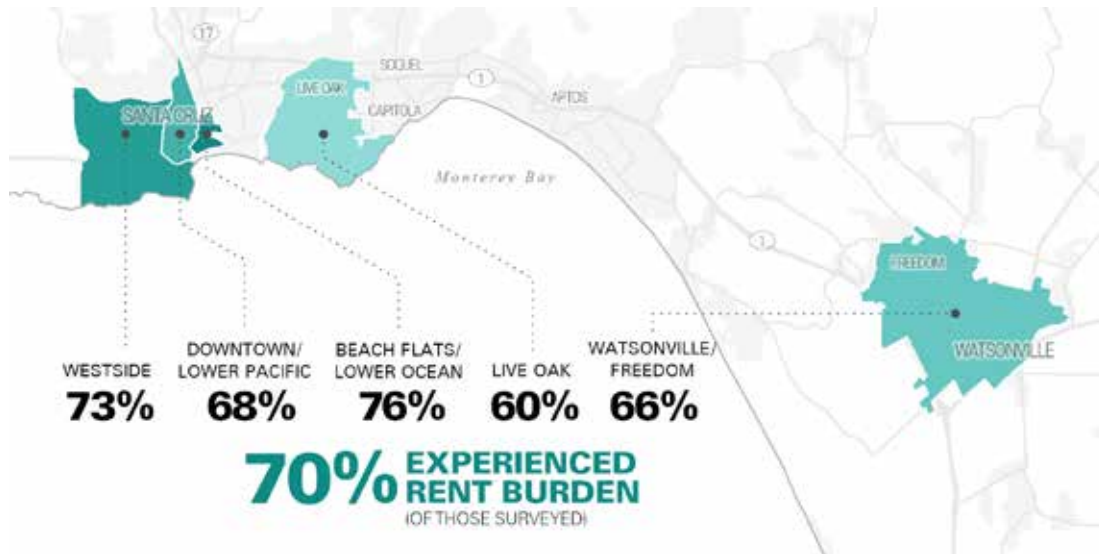 17
SOQUEL
LIVE OAK
1
APTOS
CAPITOLA
SANTA CRUZ
Monterey Bay
1
FREEDOM
WATSONVILLE
WESTSIDE
73%
DOWNTOWN/
LOWER PACIFIC
68%
BEACH FLATS/
LOWER OCEAN
76%
LIVE OAK
60%
WATSONVILLE/
FREEDOM
66%
70% EXPERIENCED
RENT BURDEN
(OF THOSE SURVEYED)